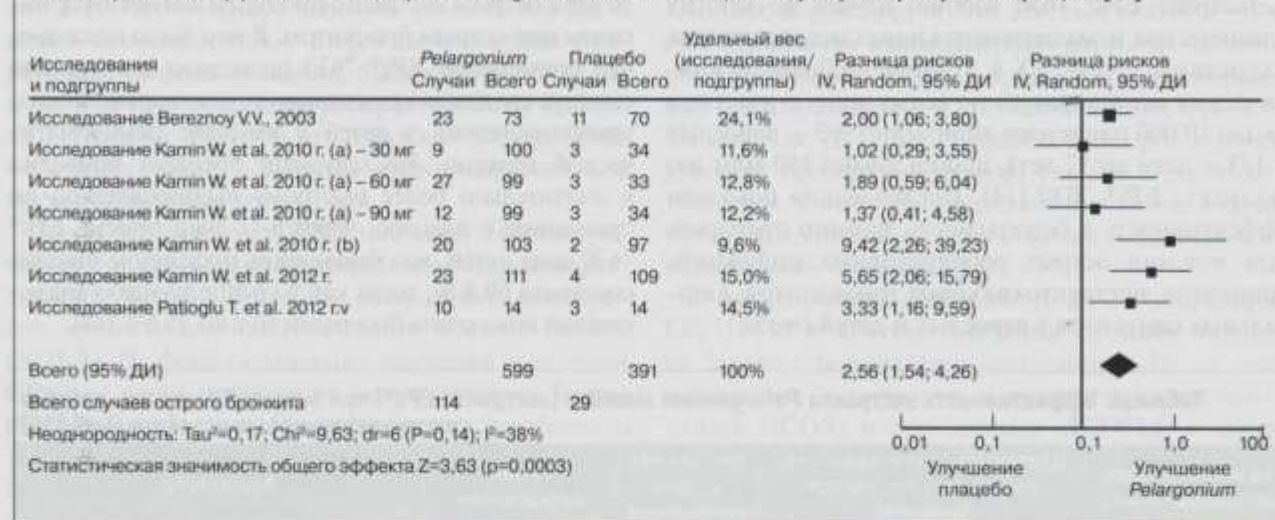 Исследования и подгруппы Pelargonium Плацебо Удельный вес (исследования/подгруппы) Разница рисков IV, Random, 95% ДИ Разница рисков IV, Random, 95% ДИ
Случаи Всего Случаи Всего
Исследование Bereznoy V.V., 2003 23 73 11 70 24,1% 2,00 (1,06; 3,80)
Исследование Kamin W. et al. 2010 г. (a) – 30 мг 9 100 3 34 11,6% 1,02 (0,29; 3,55)
Исследование Kamin W. et al. 2010 г. (a) – 60 мг 27 99 3 33 12,8% 1,89 (0,59; 6,04)
Исследование Kamin W. et al. 2010 г. (a) – 90 мг 12 99 3 34 12,2% 1,37 (0,41; 4,58)
Исследование Kamin W. et al. 2010 г. (b) 20 103 2 97 9,6% 9,42 (2,26; 39,23)
Исследование Kamin W. et al. 2012 г. 23 111 4 109 15,0% 5,65 (2,06; 15,79)
Исследование Patioglu T. et al. 2012 г.v 10 14 3 14 14,5% 3,33 (1,16; 9,59)
Всего (95% ДИ) 599 391 100% 2,56 (1,54; 4,26)
Всего случаев острого бронхита 114 29
Неоднородность: Tau²=0,17; Chi²=9,63; dr=6 (P=0,14); I²=38%
Статистическая значимость общего эффекта Z=3,63 (p=0,0003)
0,01 0,1 0,1 1,0 100
Улучшение плацебо Улучшение Pelargonium